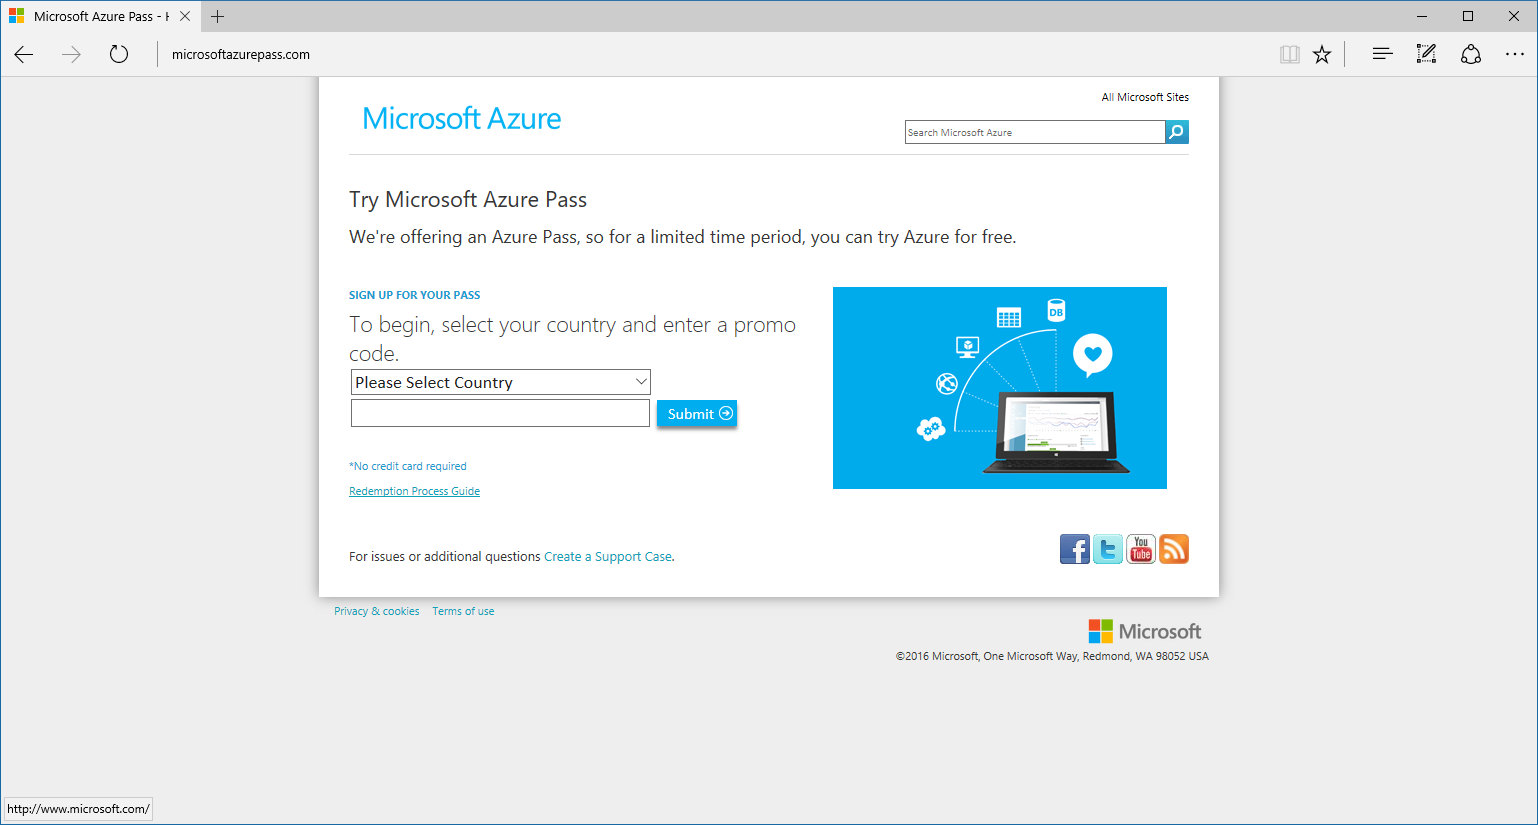 Microsoft Azure Pass - H
microsoftazurepass.com
All Microsoft Sites
Microsoft Azure
Search Microsoft Azure
Try Microsoft Azure Pass
We're offering an Azure Pass, so for a limited time period, you can try Azure for free.
SIGN UP FOR YOUR PASS
To begin, select your country and enter a promo
code.
Please Select Country
Submit
*No credit card required
Redemption Process Guide
DB
For issues or additional questions Create a Support Case.
You
Tube
Privacy & cookies Terms of use
Microsoft
©2016 Microsoft, One Microsoft Way, Redmond, WA 98052 USA
http://www.microsoft.com/